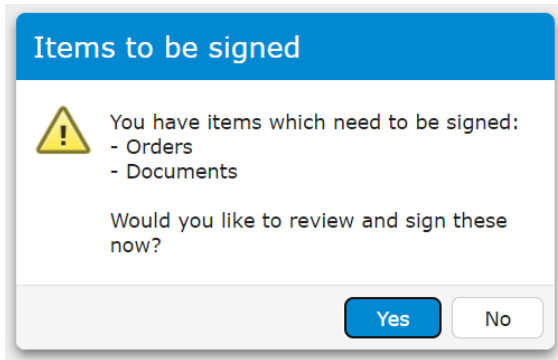 Items to be signed
You have items which need to be signed:
- Orders
- Documents
Would you like to review and sign these
now?
Yes
No